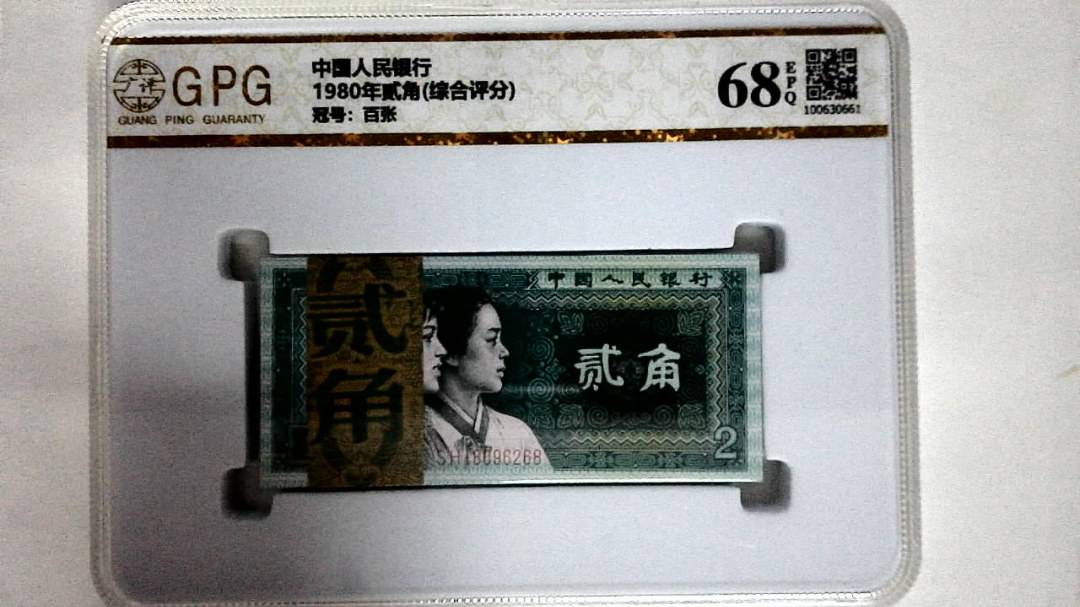 广评
GPG
GUANG PING GUARANTY
中国人民银行
1980年贰角(综合评分)
冠号：百张
68
EPQ
100630661
贰角
中国人民银行
贰角
2